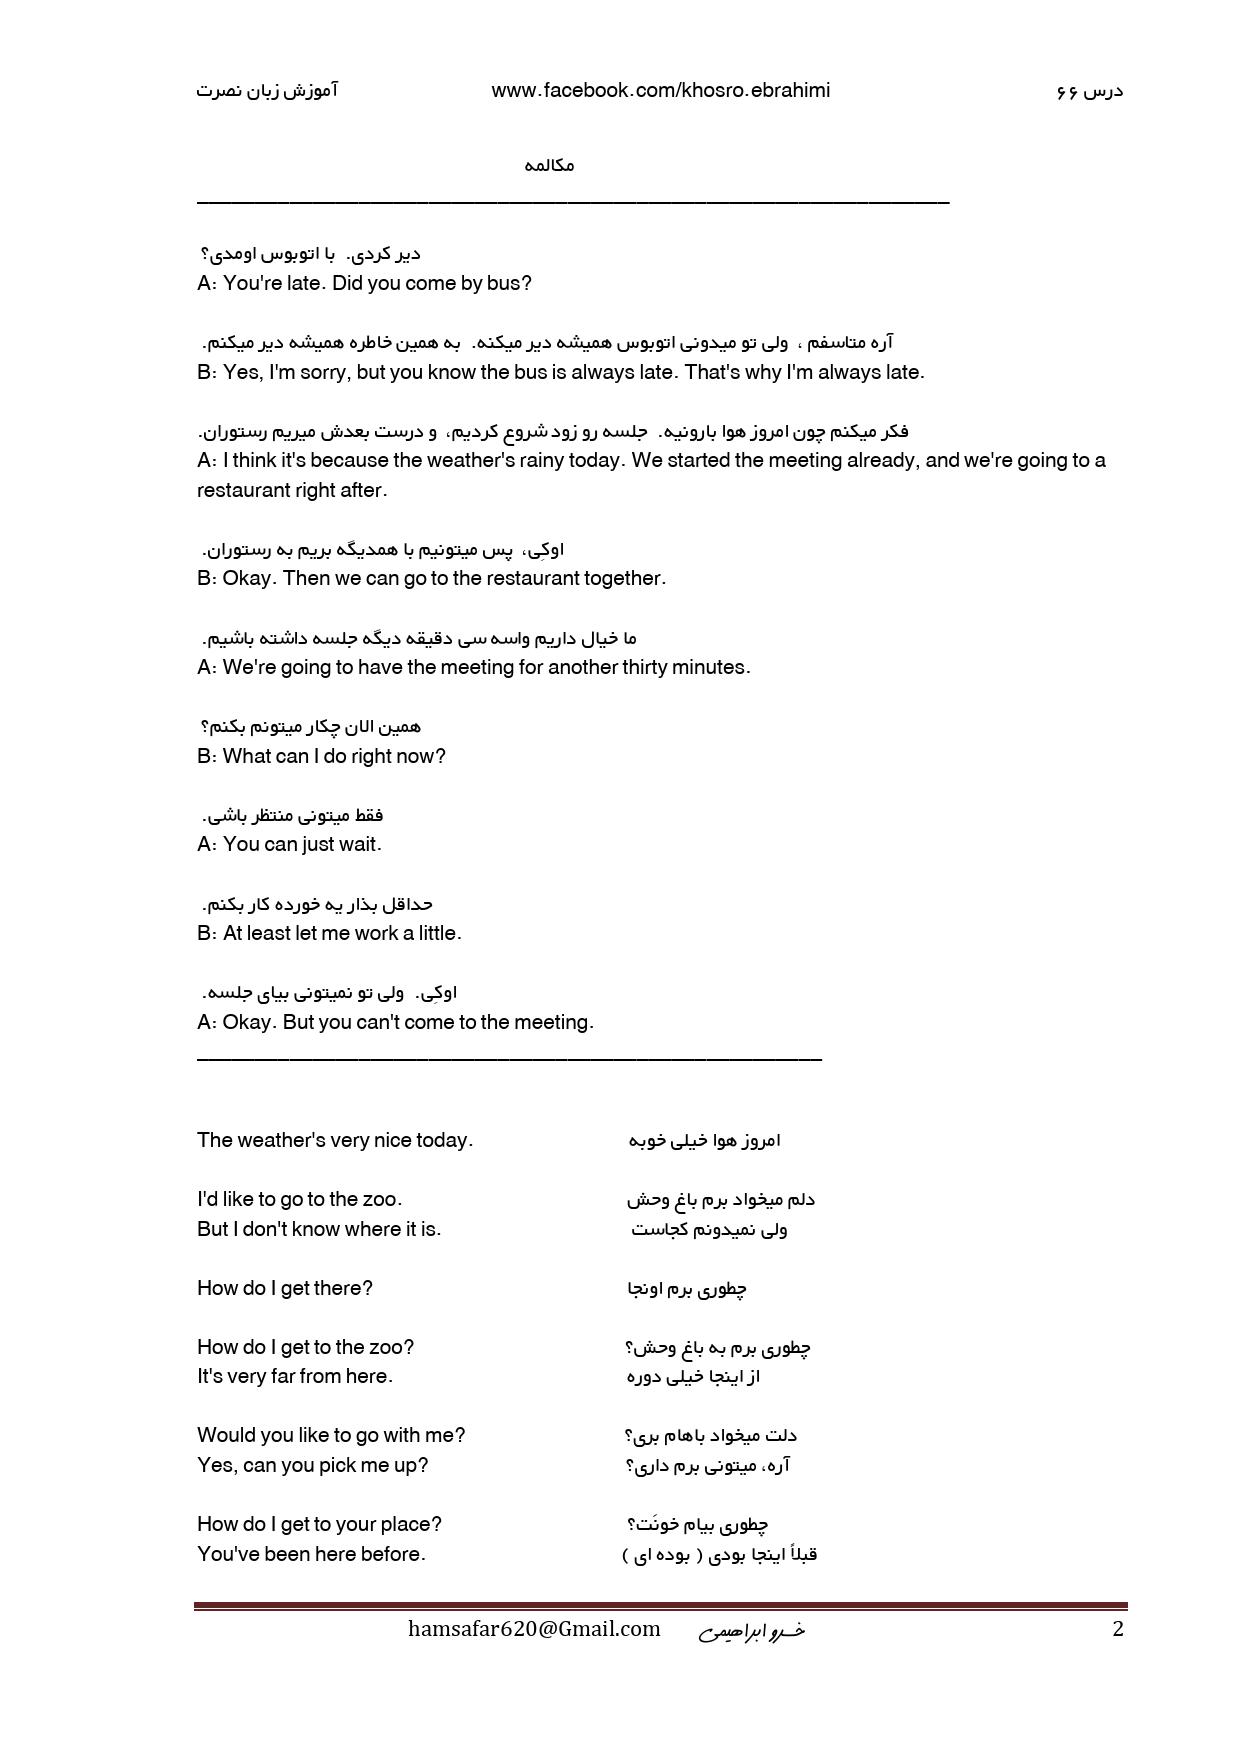 درس ۶۶ www.facebook.com/khosro.ebrahimi آموزش زبان نصرت
مکالمه
دیر کردی. با اتوبوس اومدی؟
A: You're late. Did you come by bus?
آره متاسفم ، ولی تو میدونی اتوبوس همیشه دیر میکنه. به همین خاطره همیشه دیر میکنم.
B: Yes, I'm sorry, but you know the bus is always late. That's why I'm always late.
فکر میکنم چون امروز هوا بارونیه. جلسه رو زود شروع کردیم، و درست بعدش میریم رستوران.
A: I think it's because the weather's rainy today. We started the meeting already, and we're going to a
restaurant right after.
اوکِی، پس میتونیم با همدیگه بریم به رستوران.
B: Okay. Then we can go to the restaurant together.
ما خیال داریم واسه سی دقیقه دیگه جلسه داشته باشیم.
A: We're going to have the meeting for another thirty minutes.
همین الان چکار میتونم بکنم؟
B: What can I do right now?
فقط میتونی منتظر باشی.
A: You can just wait.
حداقل بذار یه خورده کار بکنم.
B: At least let me work a little.
اوکِی. ولی تو نمیتونی بیای جلسه.
A: Okay. But you can't come to the meeting.
The weather's very nice today. امروز هوا خیلی خوبه
I'd like to go to the zoo. دلم میخواد برم باغ وحش
But I don't know where it is. ولی نمیدونم کجاست
How do I get there? چطوری برم اونجا
How do I get to the zoo? چطوری برم به باغ وحش؟
It's very far from here. از اینجا خیلی دوره
Would you like to go with me? دلت میخواد باهام بری؟
Yes, can you pick me up? آره، میتونی برم داری؟
How do I get to your place? چطوری بیام خونَت؟
You've been here before. قبلاً اینجا بودی ( بوده ای )
hamsafar620@Gmail.com خسرو ابراهیمی 2